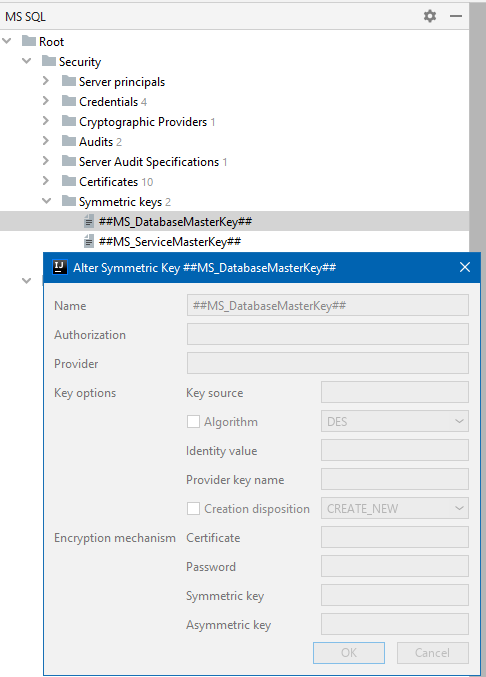 MS SQL
Root
Security
Server principals
Credentials 4
Cryptographic Providers 1
Audits 2
Server Audit Specifications 1
Certificates 10
Symmetric keys 2
##MS_DatabaseMasterKey##
##MS_ServiceMasterKey##
IJ Alter Symmetric Key ##MS_DatabaseMasterKey##
Name ##MS_DatabaseMasterKey##
Authorization
Provider
Key options Key source
Algorithm DES
Identity value
Provider key name
Creation disposition CREATE_NEW
Encryption mechanism Certificate
Password
Symmetric key
Asymmetric key
OK Cancel